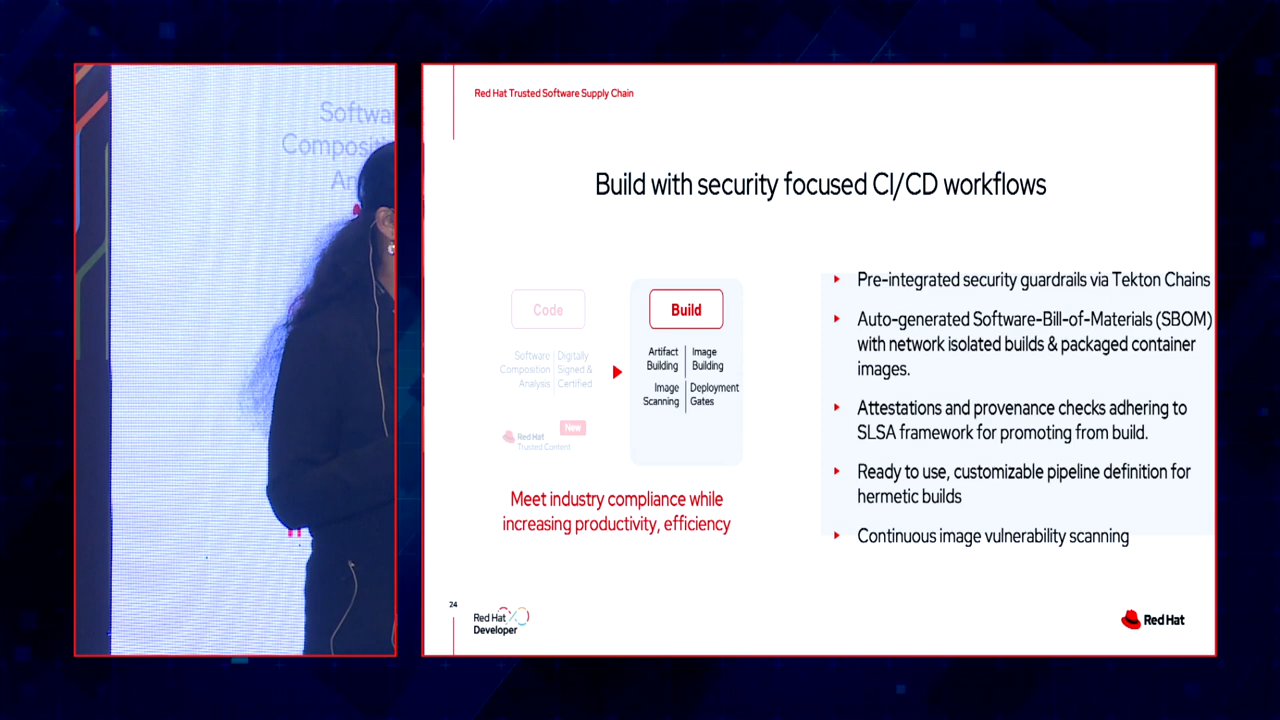 Softwa
Composi
An
Red Hat Trusted Software Supply Chain
Build with security focused CI/CD workflows
Code
Software
Composition
Analysis
Digitally
Signed &
Certified
New
Red Hat
Trusted Content
Build
Artifact
Building
Image
Building
Image
Scanning
Deployment
Gates
Meet industry compliance while
increasing productivity, efficiency
Pre-integrated security guardrails via Tekton Chains
Auto-generated Software-Bill-of-Materials (SBOM)
with network isolated builds & packaged container
images.
Attestations and provenance checks adhering to
SLSA framework for promoting from build.
Ready-to-use, customizable pipeline definition for
hermetic builds
Continuous image vulnerability scanning
24
Red Hat
Developer
Red Hat